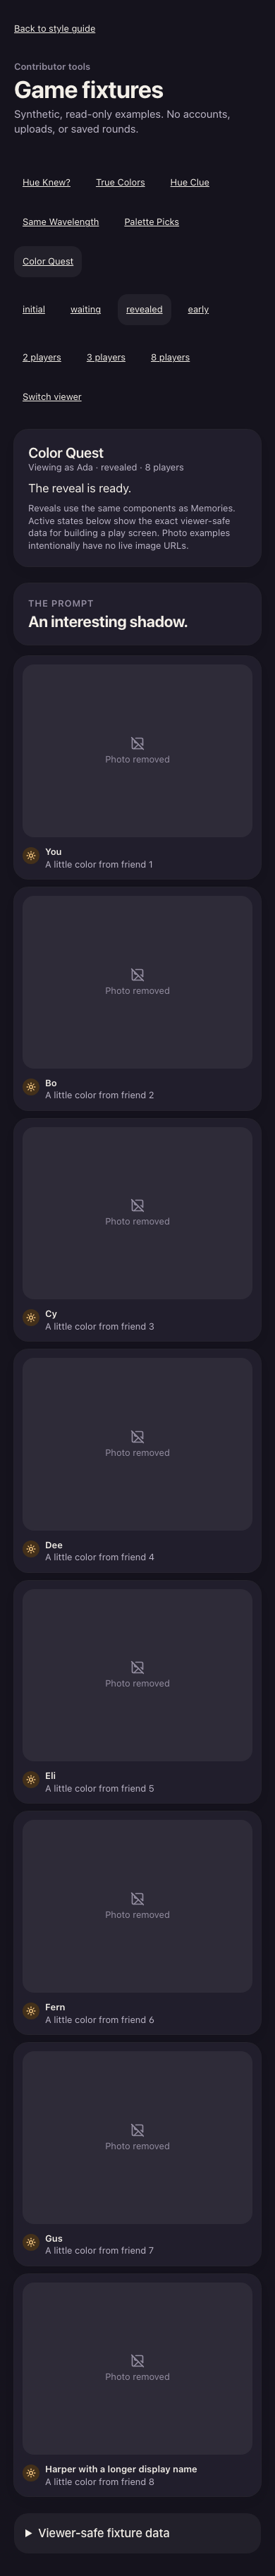 Back to style guide
Contributor tools
Game fixtures
Synthetic, read-only examples. No accounts,
uploads, or saved rounds.
Hue Knew? True Colors Hue Clue
Same Wavelength Palette Picks
Color Quest
initial waiting revealed early
2 players 3 players 8 players
Switch viewer
Color Quest
Viewing as Ada · revealed · 8 players
The reveal is ready.
Reveals use the same components as Memories.
Active states below show the exact viewer-safe
data for building a play screen. Photo examples
intentionally have no live image URLs.
THE PROMPT
An interesting shadow.
Photo removed
You
A little color from friend 1
Photo removed
Bo
A little color from friend 2
Photo removed
Cy
A little color from friend 3
Photo removed
Dee
A little color from friend 4
Photo removed
Eli
A little color from friend 5
Photo removed
Fern
A little color from friend 6
Photo removed
Gus
A little color from friend 7
Photo removed
Harper with a longer display name
A little color from friend 8
Viewer-safe fixture data